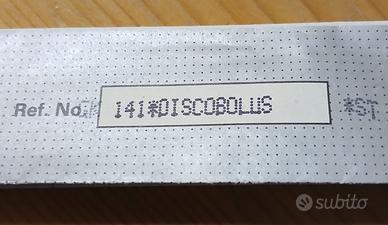 Ref. No. 141*DISCOBOLUS *ST
subito